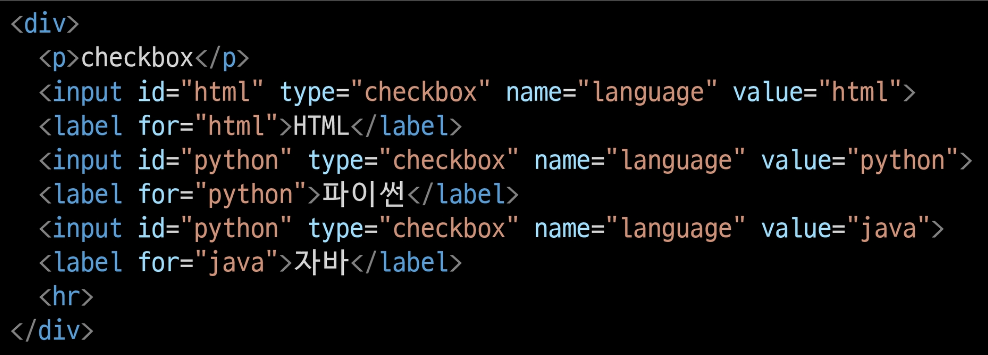 <div>
<p>checkbox</p>
<input id="html" type="checkbox" name="language" value="html">
<label for="html">HTML</label>
<input id="python" type="checkbox" name="language" value="python">
<label for="python">파이썬</label>
<input id="python" type="checkbox" name="language" value="java">
<label for="java">자바</label>
<hr>
</div>